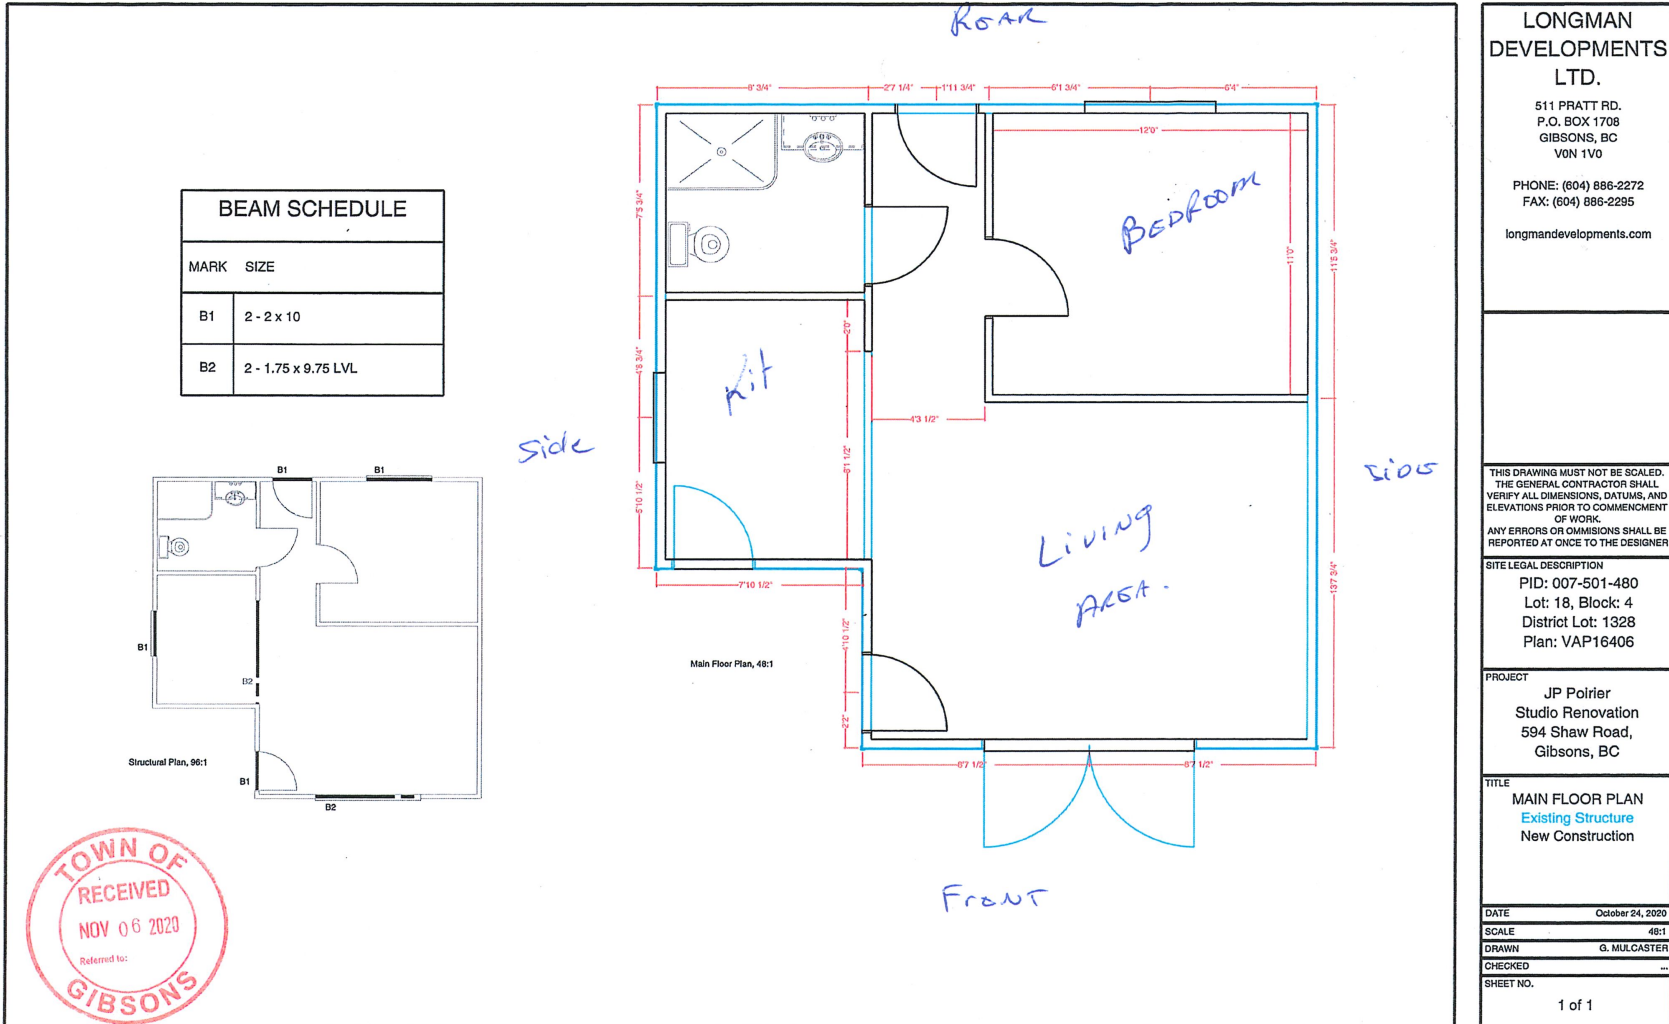 REAR
8' 3/4"
2'7 1/4"
1'11 3/4"
6'1 3/4"
6'4"
12'0"
7'5 3/4"
BEDROOM
11'0"
11'5 3/4"
BEAM SCHEDULE
MARK SIZE
B1 2 - 2 x 10
B2 2 - 1.75 x 9.75 LVL
2'0"
4'8 3/4"
Kit
4'3 1/2"
8'1 1/2"
5'10 1/2"
Side
SIDE
Living
AREA.
7'10 1/2"
4'10 1/2"
13'7 3/4"
2'2"
Main Floor Plan, 48:1
8'7 1/2"
8'7 1/2"
FRONT
B1
B1
B1
B2
B1
B2
Structural Plan, 96:1
TOWN OF
RECEIVED
NOV 06 2020
Referred to:
GIBSONS
LONGMAN
DEVELOPMENTS
LTD.
511 PRATT RD.
P.O. BOX 1708
GIBSONS, BC
V0N 1V0
PHONE: (604) 886-2272
FAX: (604) 886-2295
longmandevelopments.com
THIS DRAWING MUST NOT BE SCALED.
THE GENERAL CONTRACTOR SHALL
VERIFY ALL DIMENSIONS, DATUMS, AND
ELEVATIONS PRIOR TO COMMENCMENT
OF WORK.
ANY ERRORS OR OMMISIONS SHALL BE
REPORTED AT ONCE TO THE DESIGNER
SITE LEGAL DESCRIPTION
PID: 007-501-480
Lot: 18, Block: 4
District Lot: 1328
Plan: VAP16406
PROJECT
JP Poirier
Studio Renovation
594 Shaw Road,
Gibsons, BC
TITLE
MAIN FLOOR PLAN
Existing Structure
New Construction
DATE October 24, 2020
SCALE 48:1
DRAWN G. MULCASTER
CHECKED ...
SHEET NO.
1 of 1